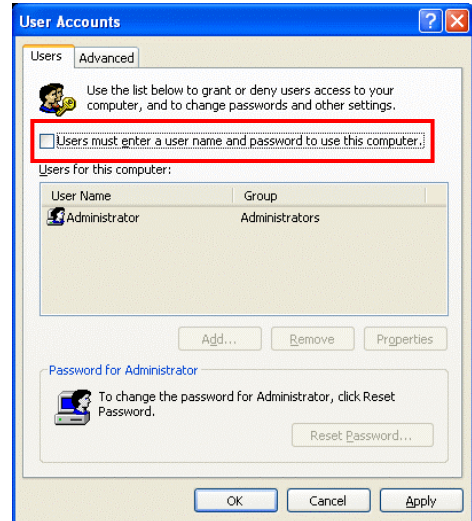 User Accounts
Users
Advanced
Use the list below to grant or deny users access to your
computer, and to change passwords and other settings.
Users must enter a user name and password to use this computer.
Users for this computer:
User Name
Group
Administrator
Administrators
Add...
Remove
Properties
Password for Administrator
To change the password for Administrator, click Reset
Password.
Reset Password...
OK
Cancel
Apply